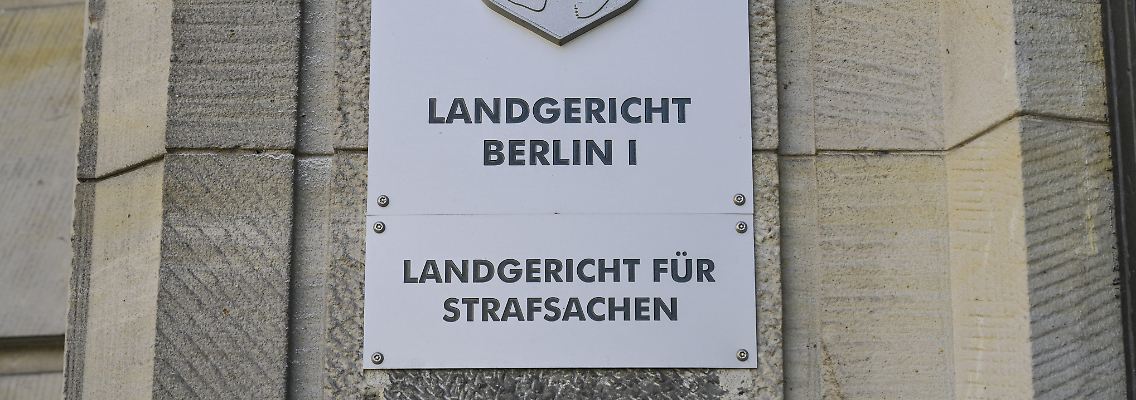 LANDGERICHT
BERLIN I
LANDGERICHT FÜR
STRAFSACHEN